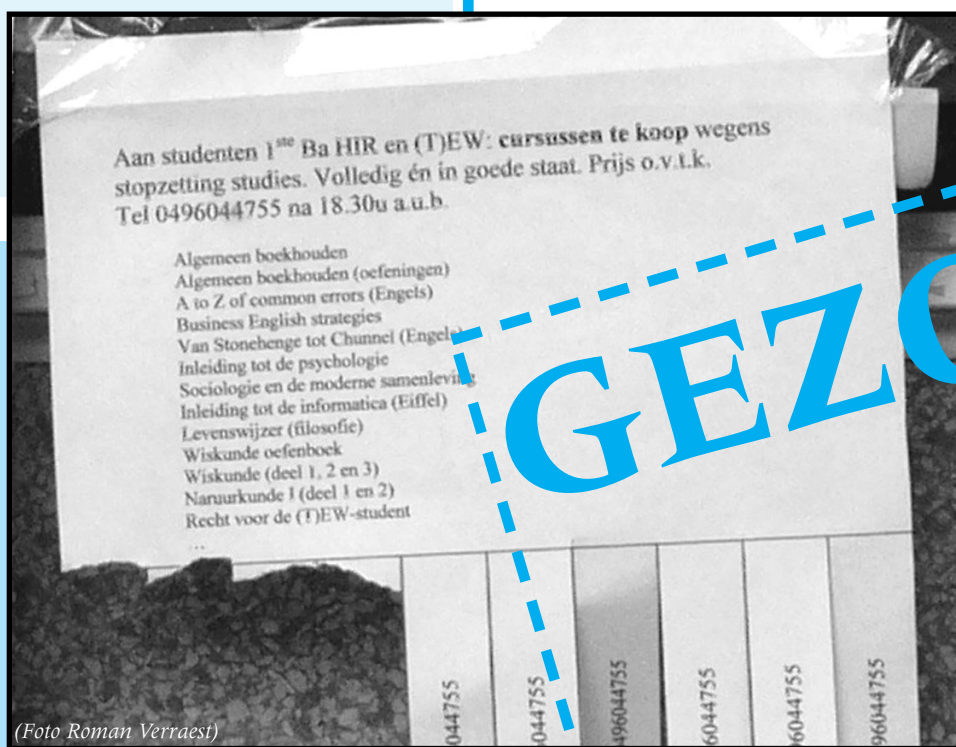 Aan studenten 1ste Ba HIR en (T)EW: cursussen te koop wegens
stopzetting studies. Volledig én in goede staat. Prijs o.v.t.k.
Tel 0496044755 na 18.30u a.u.b.
Algemeen boekhouden
Algemeen boekhouden (oefeningen)
A to Z of common errors (Engels)
Business English strategies
Van Stonehenge tot Chunnel (Engels)
Inleiding tot de psychologie
Sociologie en de moderne samenleving
Inleiding tot de informatica (Eiffel)
Levenswijzer (filosofie)
Wiskunde oefenboek
Wiskunde (deel 1, 2 en 3)
Naruurkunde I (deel 1 en 2)
Recht voor de (T)EW-student
...
GEZO
044755
044755
496044755
6044755
6044755
96044755
(Foto Roman Verraest)